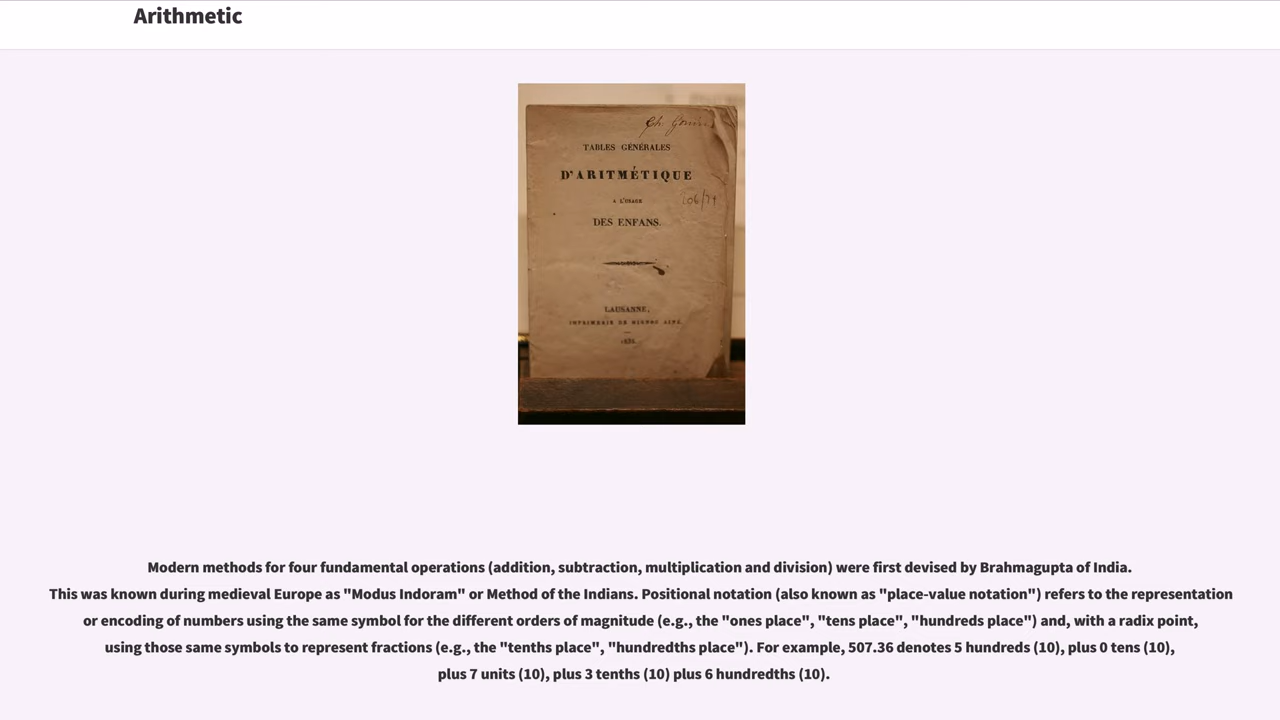 Arithmetic
Ch.
TABLES GÉNÉRALES
D'ARITMÉTIQUE
A L'USAGE
DES ENFANS.
LAUSANNE,
IMPRIMERIE DE AINÉ.
Modern methods for four fundamental operations (addition, subtraction, multiplication and division) were first devised by Brahmagupta of India.
This was known during medieval Europe as "Modus Indoram" or Method of the Indians. Positional notation (also known as "place-value notation") refers to the representation
or encoding of numbers using the same symbol for the different orders of magnitude (e.g., the "ones place", "tens place", "hundreds place") and, with a radix point,
using those same symbols to represent fractions (e.g., the "tenths place", "hundredths place"). For example, 507.36 denotes 5 hundreds (10), plus 0 tens (10),
plus 7 units (10), plus 3 tenths (10) plus 6 hundredths (10).